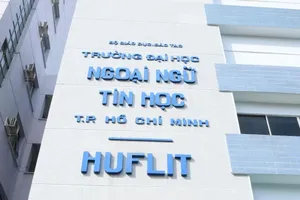 BỘ GIÁO DỤC-ĐÀO TẠO
TRƯỜNG ĐẠI HỌC
NGOẠI NGỮ
TIN HỌC
T.P HỒ CHÍ MINH
HUFLIT